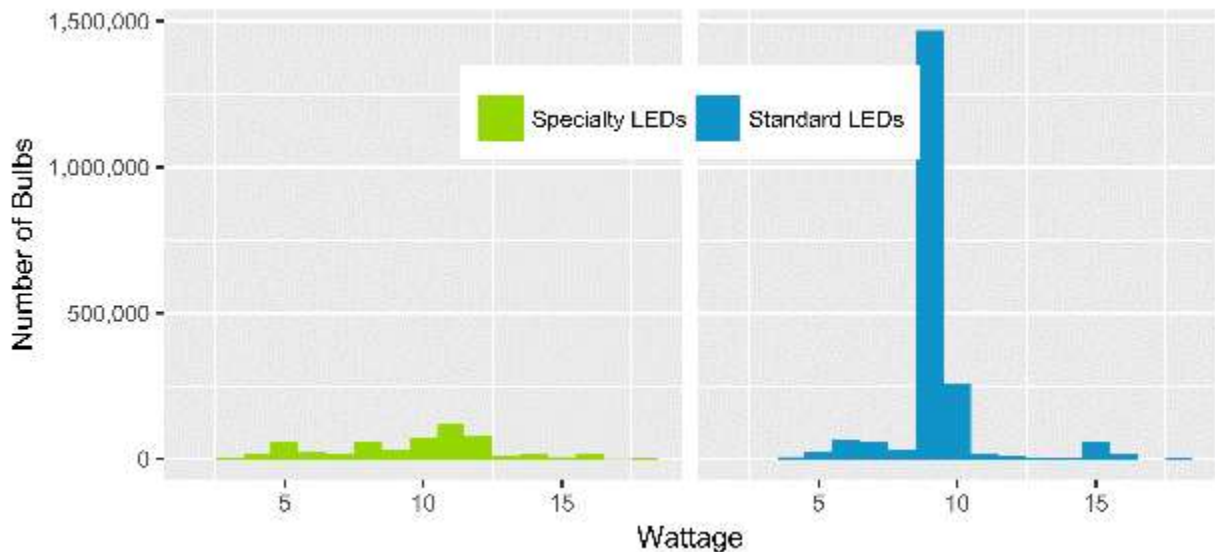 1,500,000
Specialty LEDs Standard LEDs
1,000,000
Number of Bulbs
500,000
0
5 10 15 5 10 15
Wattage